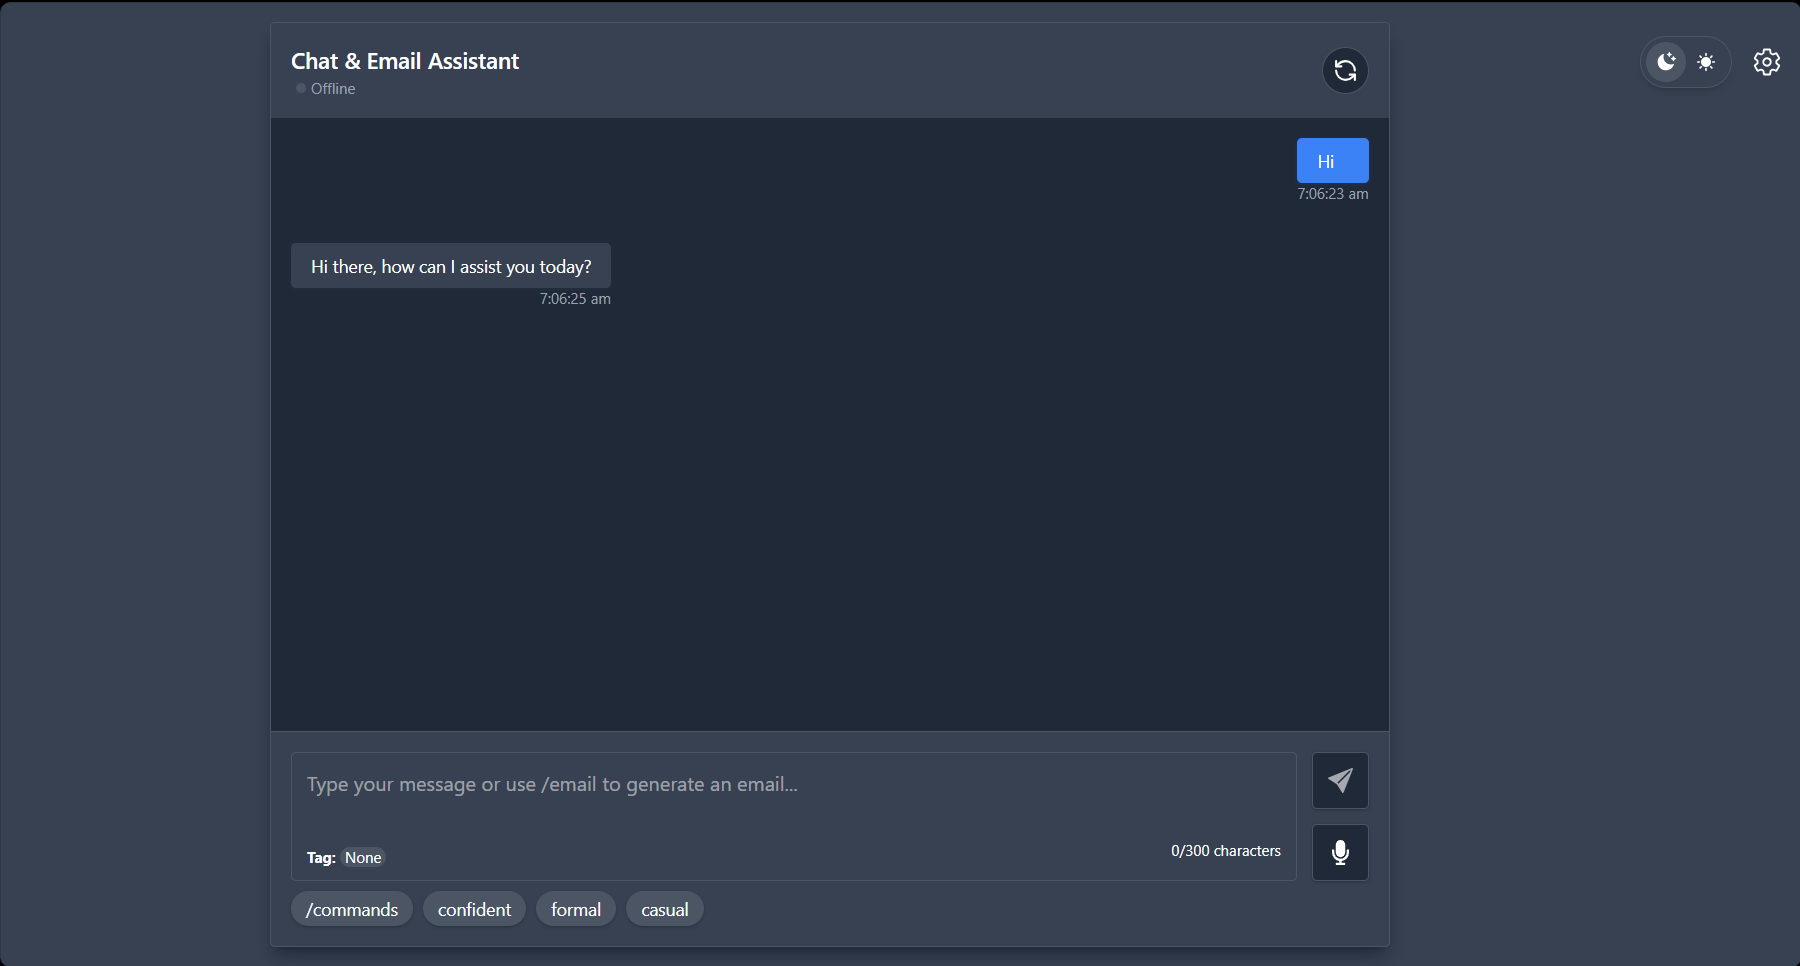 Chat & Email Assistant
Offline
Hi
7:06:23 am
Hi there, how can I assist you today?
7:06:25 am
Type your message or use /email to generate an email...
Tag: None
0/300 characters
/commands confident formal casual